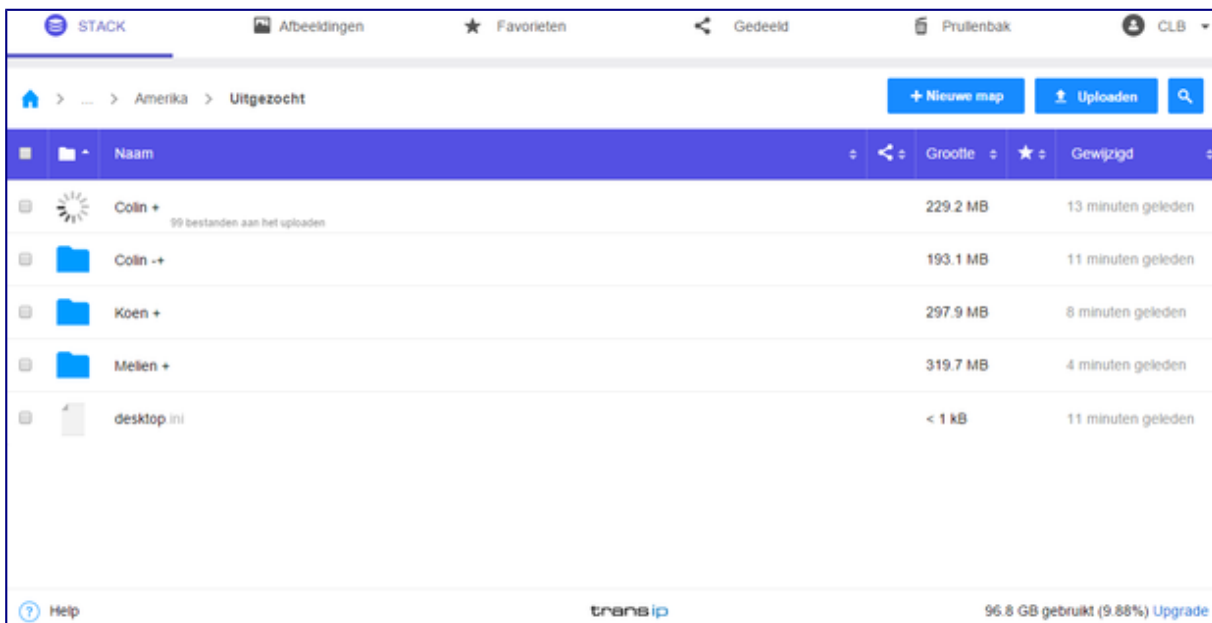 STACK Afbeeldingen Favorieten Gedeeld Prullenbak CLB
> ... > Amerika > Uitgezocht + Nieuwe map Uploaden
Naam Grootte Gewijzigd
Colin + 229.2 MB 13 minuten geleden
99 bestanden aan het uploaden
Colin -+ 193.1 MB 11 minuten geleden
Koen + 297.9 MB 8 minuten geleden
Melien + 319.7 MB 4 minuten geleden
desktop.ini < 1 kB 11 minuten geleden
? Help transip 96.8 GB gebruikt (9.88%) Upgrade